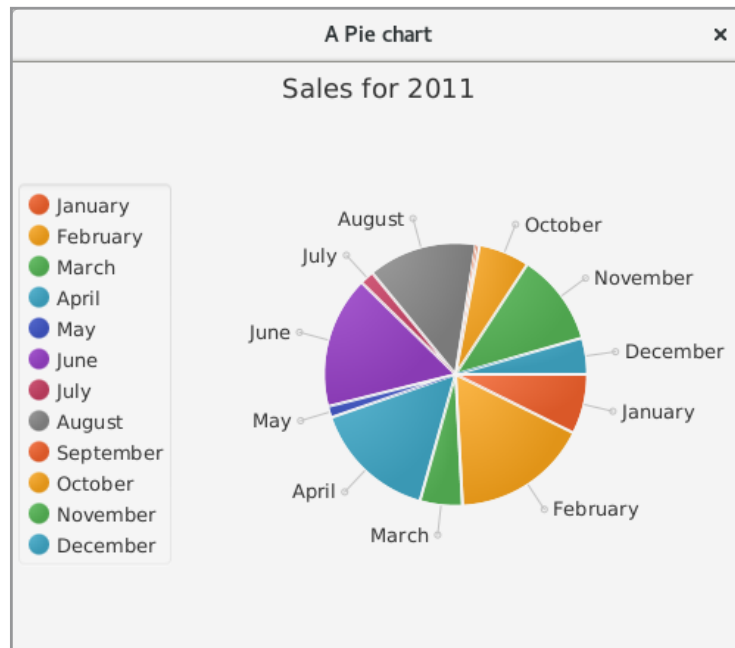 A Pie chart ×
Sales for 2011
January
February
March
April
May
June
July
August
September
October
November
December
August
October
July
November
June
December
May
January
April
February
March